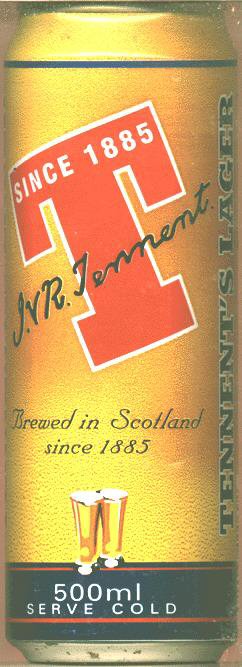 SINCE 1885
T
J.&R. Tennent
TENNENT'S LAGER
Brewed in Scotland
since 1885
500ml
SERVE COLD